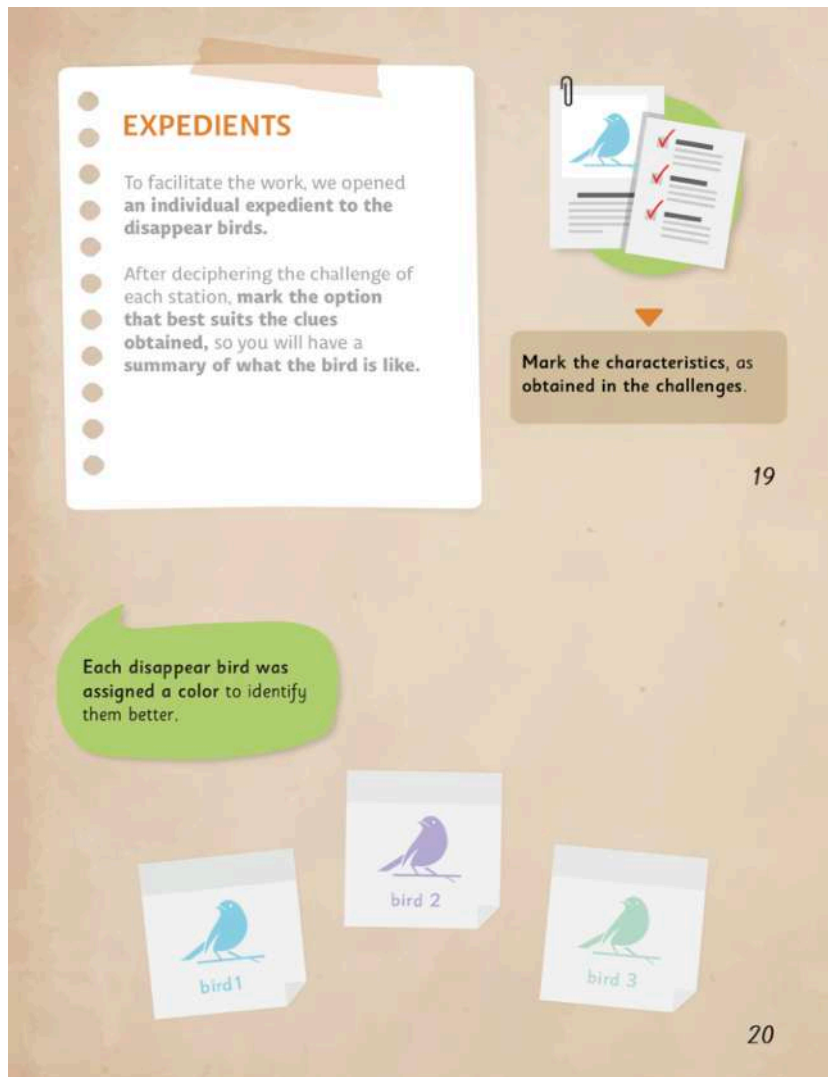 EXPEDIENTS
To facilitate the work, we opened
an individual expedient to the
disappear birds.
After deciphering the challenge of
each station, mark the option
that best suits the clues
obtained, so you will have a
summary of what the bird is like.
Mark the characteristics, as
obtained in the challenges.
19
Each disappear bird was
assigned a color to identify
them better.
bird 1
bird 2
bird 3
20